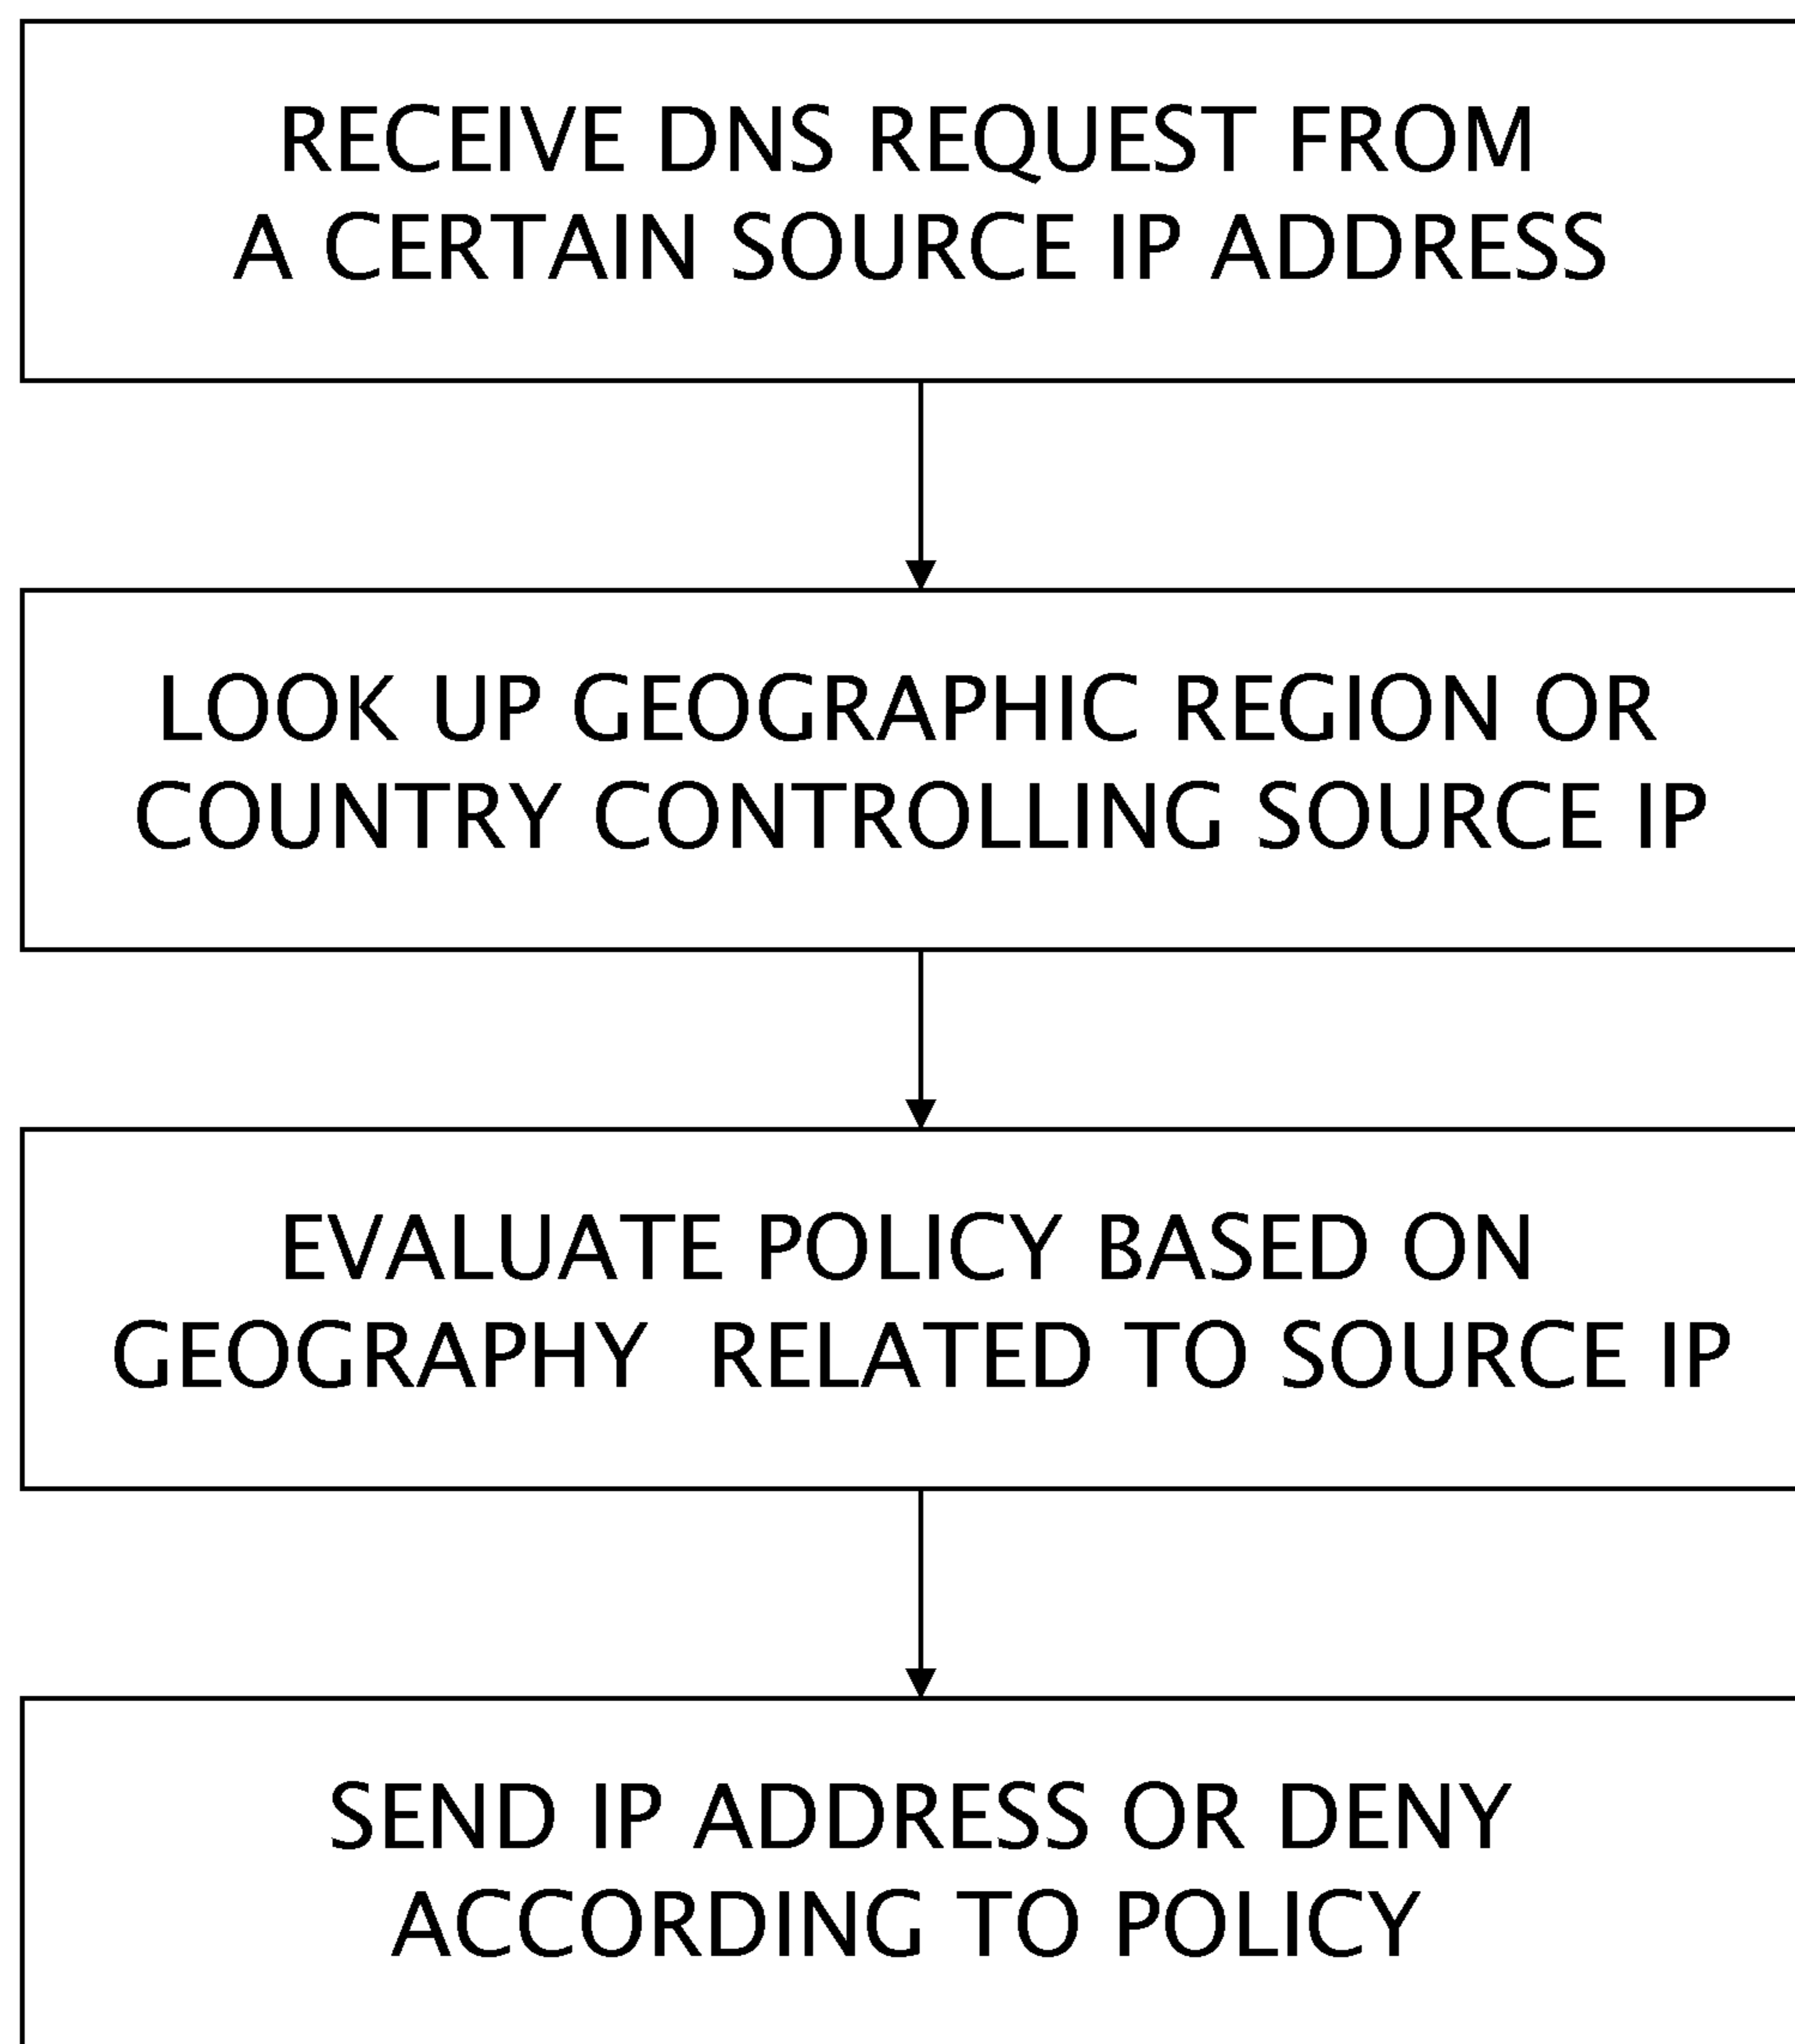 RECEIVE DNS REQUEST FROM
A CERTAIN SOURCE IP ADDRESS
LOOK UP GEOGRAPHIC REGION OR
COUNTRY CONTROLLING SOURCE IP
EVALUATE POLICY BASED ON
GEOGRAPHY RELATED TO SOURCE IP
SEND IP ADDRESS OR DENY
ACCORDING TO POLICY